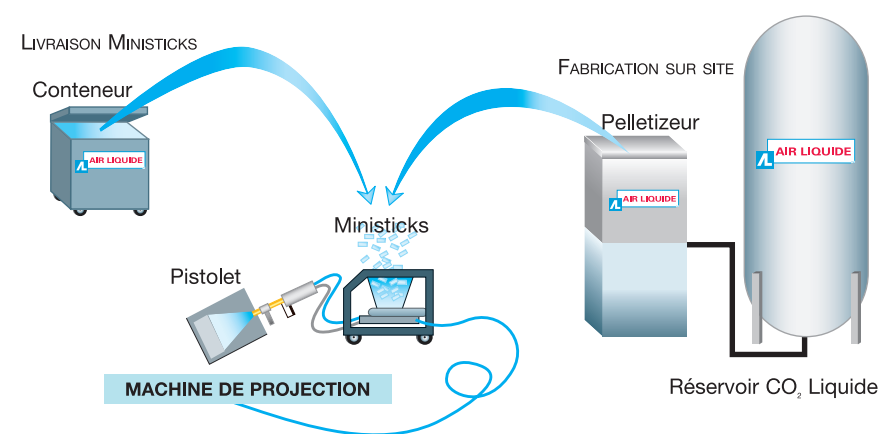 LIVRAISON MINISTICKS
Conteneur
AIR LIQUIDE
FABRICATION SUR SITE
Pelletizeur
AIR LIQUIDE
AIR LIQUIDE
Ministicks
Pistolet
MACHINE DE PROJECTION
Réservoir CO₂ Liquide